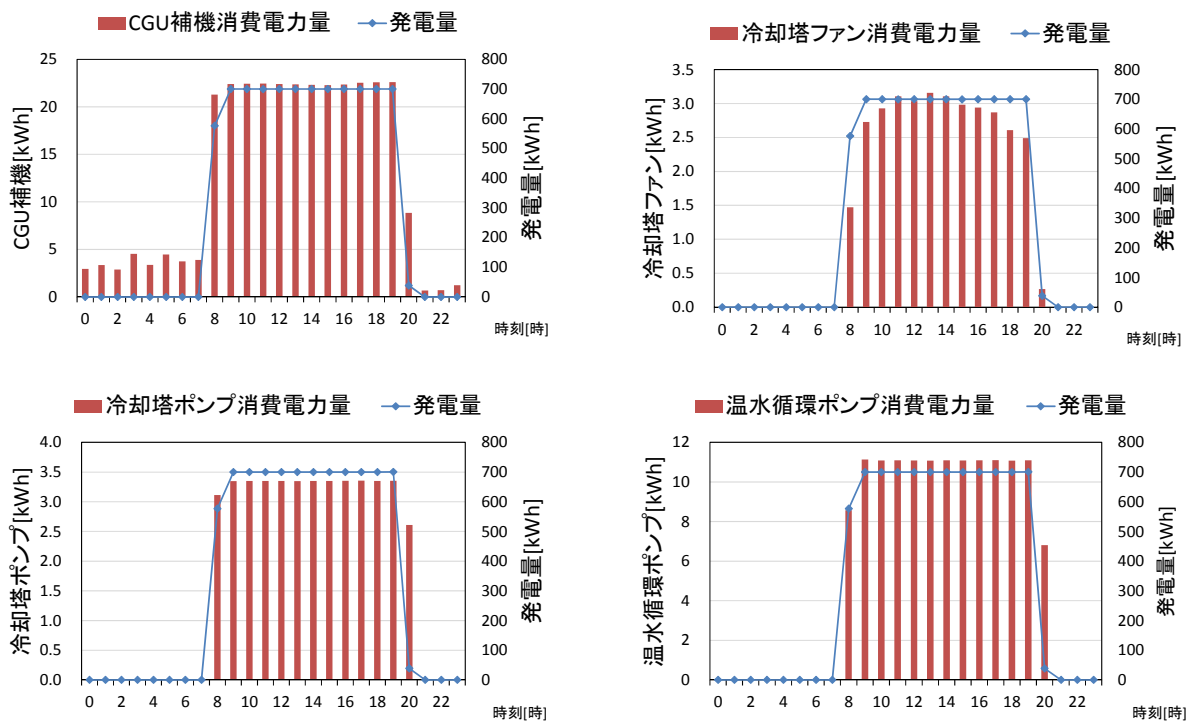 CGU補機消費電力量 発電量
25 800
20 700
15 600
10 500
5 400
0 300
200
100
0
CGU補機[kWh]
発電量[kWh]
0 2 4 6 8 10 12 14 16 18 20 22
時刻[時]
冷却塔ファン消費電力量 発電量
3.5 800
3.0 700
2.5 600
2.0 500
1.5 400
1.0 300
0.5 200
0.0 100
0
冷却塔ファン[kWh]
発電量[kWh]
0 2 4 6 8 10 12 14 16 18 20 22
時刻[時]
冷却塔ポンプ消費電力量 発電量
4.0 800
3.5 700
3.0 600
2.5 500
2.0 400
1.5 300
1.0 200
0.5 100
0.0 0
冷却塔ポンプ[kWh]
発電量[kWh]
0 2 4 6 8 10 12 14 16 18 20 22
時刻[時]
温水循環ポンプ消費電力量 発電量
12 800
10 700
8 600
6 500
4 400
2 300
0 200
100
0
温水循環ポンプ[kWh]
発電量[kWh]
0 2 4 6 8 10 12 14 16 18 20 22
時刻[時]